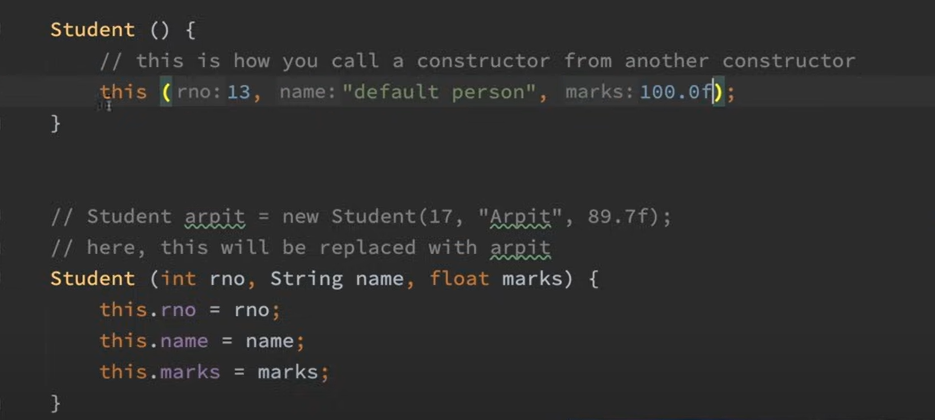 Student () {
// this is how you call a constructor from another constructor
this (rno: 13, name: "default person", marks: 100.0f);
}
// Student arpit = new Student(17, "Arpit", 89.7f);
// here, this will be replaced with arpit
Student (int rno, String name, float marks) {
this.rno = rno;
this.name = name;
this.marks = marks;
}